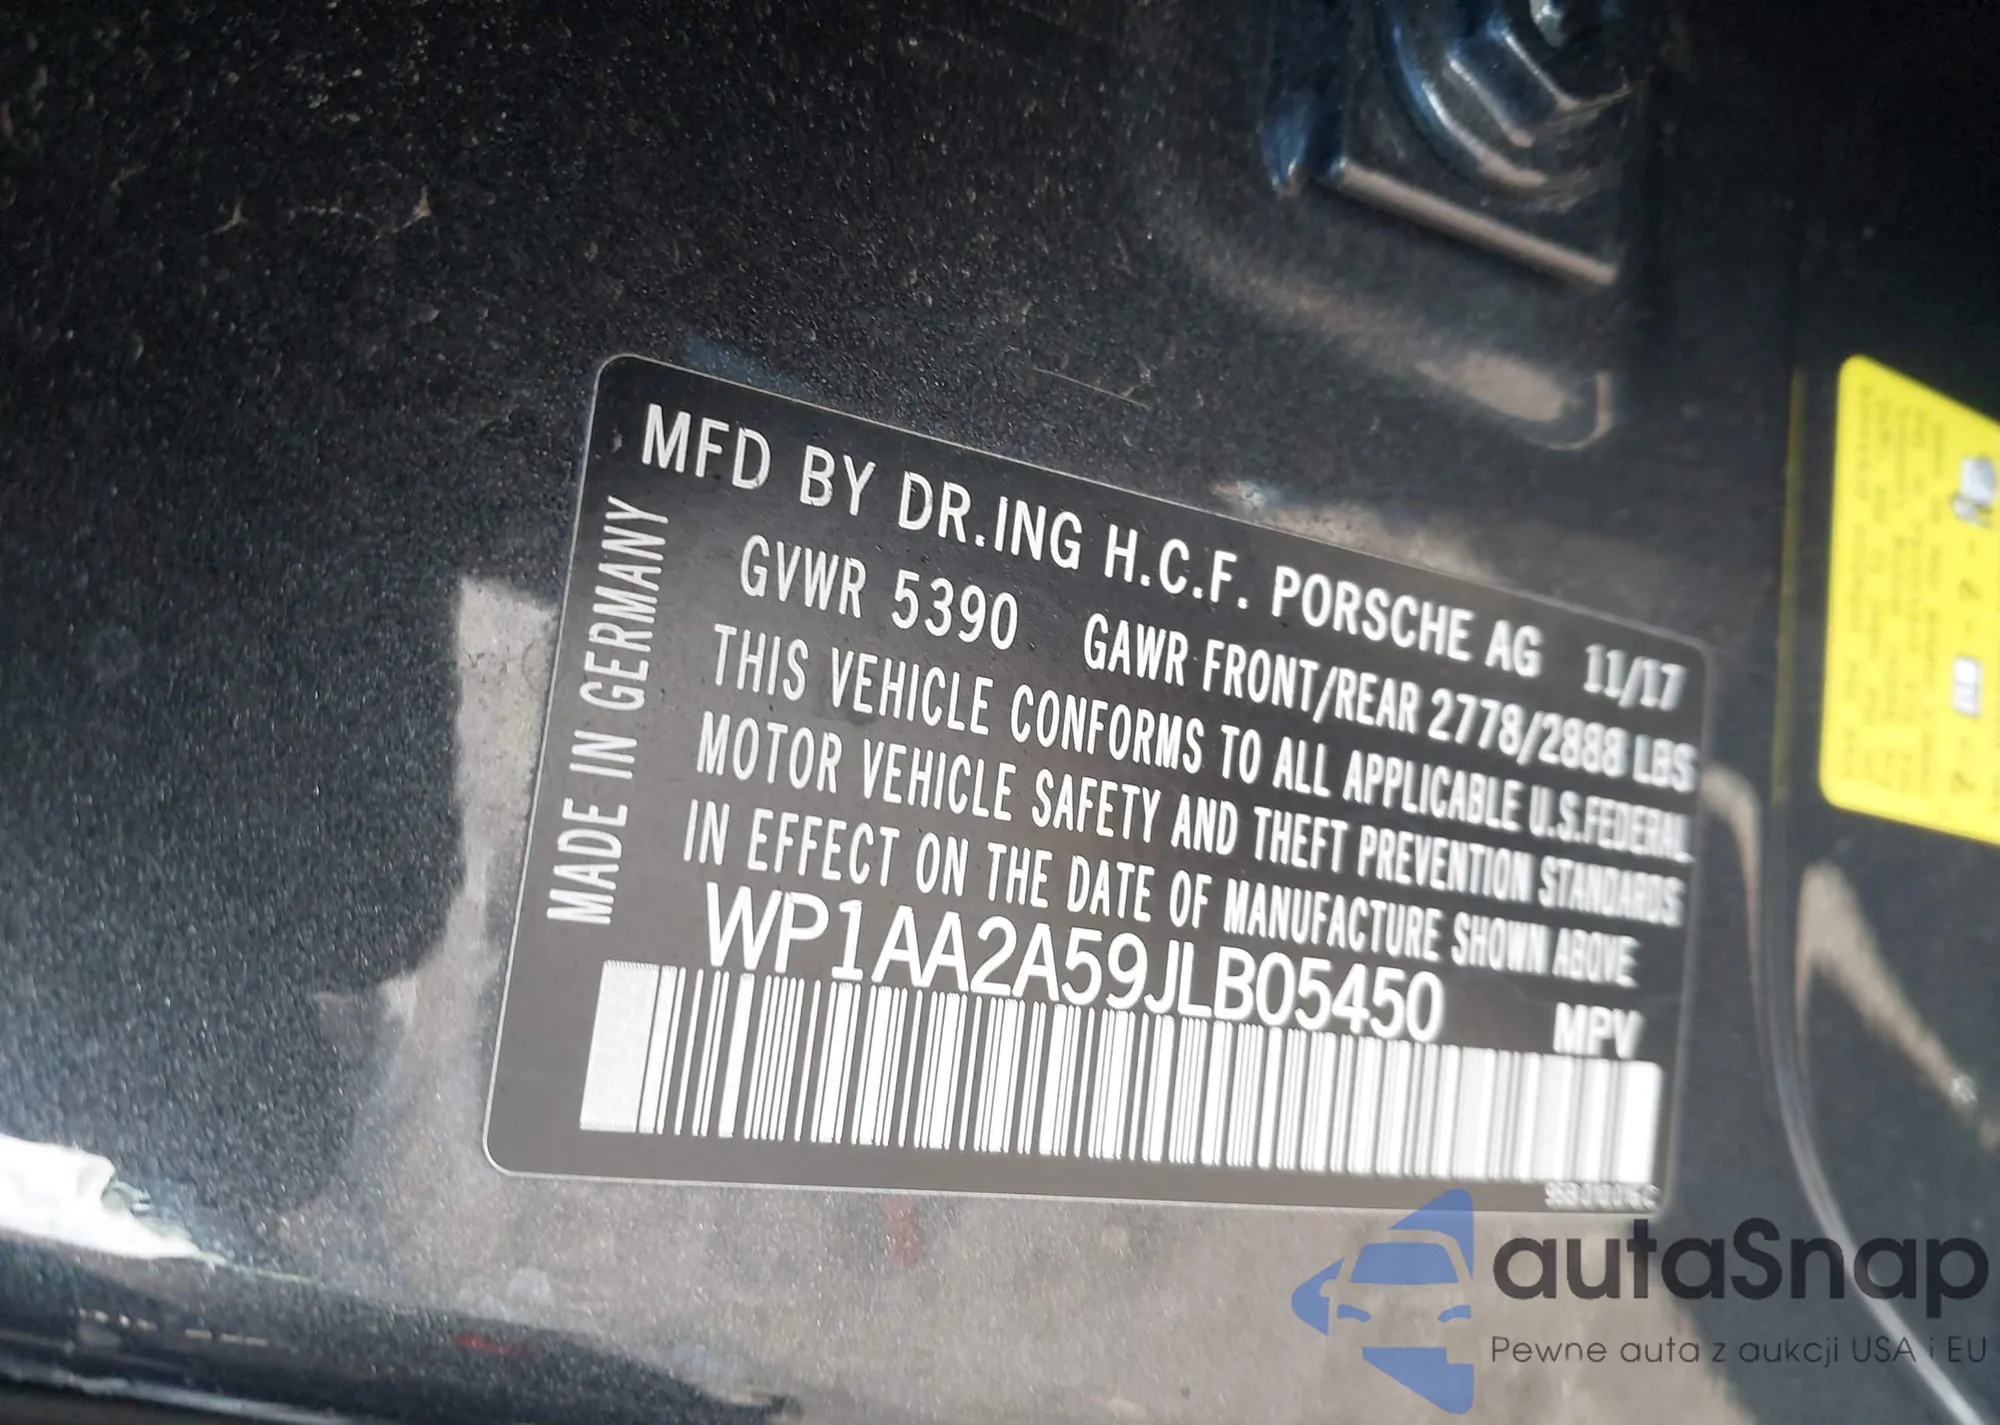 MFD BY DR.ING H.C.F. PORSCHE AG 11/17
GVWR 5390 GAWR FRONT/REAR 2778/2888 LBS
THIS VEHICLE CONFORMS TO ALL APPLICABLE U.S.FEDERAL
MOTOR VEHICLE SAFETY AND THEFT PREVENTION STANDARDS
IN EFFECT ON THE DATE OF MANUFACTURE SHOWN ABOVE
WP1AA2A59JLB05450 MPV
MADE IN GERMANY
autaSnap
Pewne auta z aukcji USA i EU